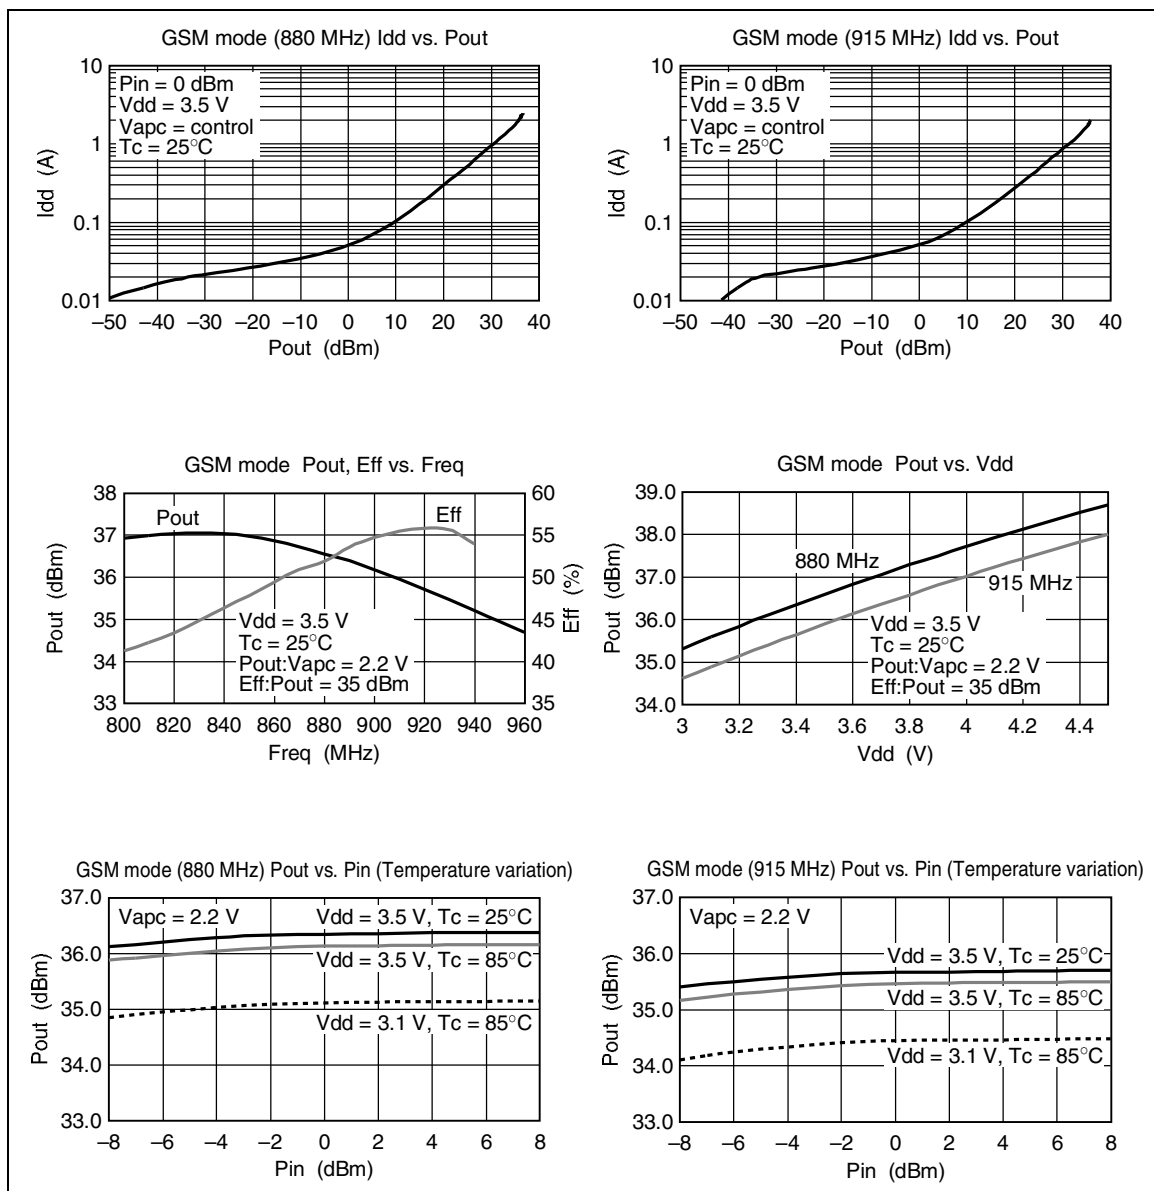 GSM mode (880 MHz) Idd vs. Pout
10
1
0.1
0.01
Idd (A)
Pin = 0 dBm
Vdd = 3.5 V
Vapc = control
Tc = 25°C
–50 –40 –30 –20 –10 0 10 20 30 40
Pout (dBm)
GSM mode (915 MHz) Idd vs. Pout
10
1
0.1
0.01
Idd (A)
Pin = 0 dBm
Vdd = 3.5 V
Vapc = control
Tc = 25°C
–50 –40 –30 –20 –10 0 10 20 30 40
Pout (dBm)
GSM mode Pout, Eff vs. Freq
38
37
36
35
34
33
Pout (dBm)
Pout
Eff
Vdd = 3.5 V
Tc = 25°C
Pout:Vapc = 2.2 V
Eff:Pout = 35 dBm
60
55
50
45
40
35
Eff (%)
800 820 840 860 880 900 920 940 960
Freq (MHz)
GSM mode Pout vs. Vdd
39.0
38.0
37.0
36.0
35.0
34.0
Pout (dBm)
880 MHz
915 MHz
Vdd = 3.5 V
Tc = 25°C
Pout:Vapc = 2.2 V
Eff:Pout = 35 dBm
3 3.2 3.4 3.6 3.8 4 4.2 4.4
Vdd (V)
GSM mode (880 MHz) Pout vs. Pin (Temperature variation)
37.0
36.0
35.0
34.0
33.0
Pout (dBm)
Vapc = 2.2 V
Vdd = 3.5 V, Tc = 25°C
Vdd = 3.5 V, Tc = 85°C
Vdd = 3.1 V, Tc = 85°C
–8 –6 –4 –2 0 2 4 6 8
Pin (dBm)
GSM mode (915 MHz) Pout vs. Pin (Temperature variation)
37.0
36.0
35.0
34.0
33.0
Pout (dBm)
Vapc = 2.2 V
Vdd = 3.5 V, Tc = 25°C
Vdd = 3.5 V, Tc = 85°C
Vdd = 3.1 V, Tc = 85°C
–8 –6 –4 –2 0 2 4 6 8
Pin (dBm)